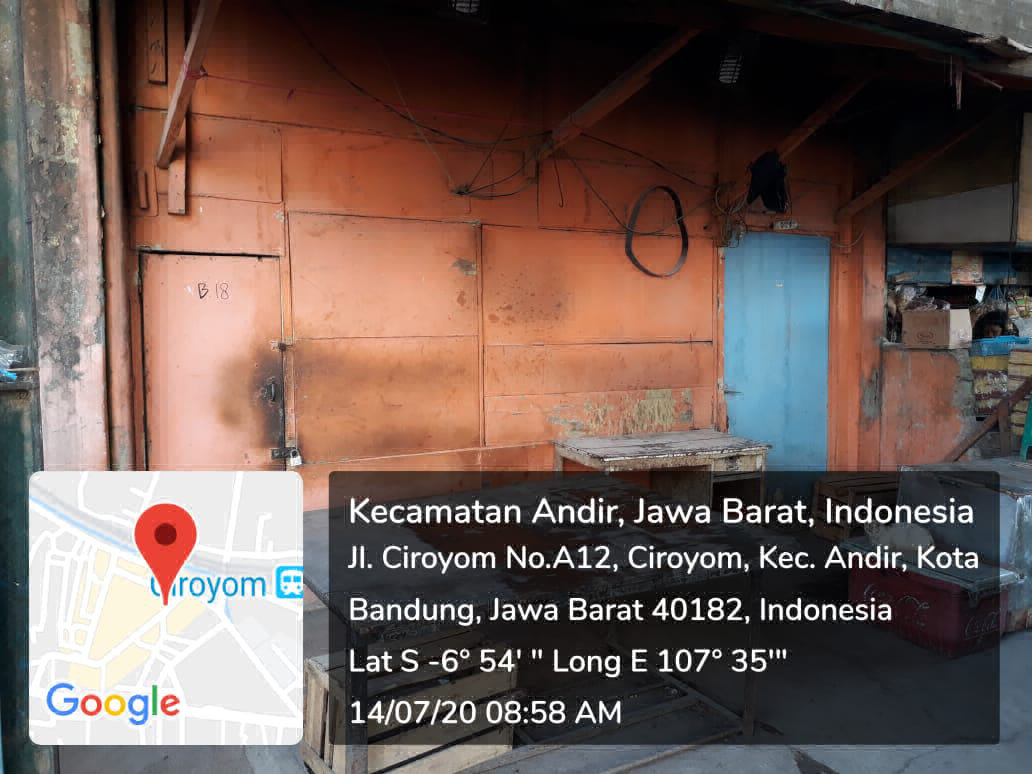 B.18
Ciroyom
Google
Kecamatan Andir, Jawa Barat, Indonesia
Jl. Ciroyom No.A12, Ciroyom, Kec. Andir, Kota
Bandung, Jawa Barat 40182, Indonesia
Lat S -6° 54' " Long E 107° 35'"
14/07/20 08:58 AM